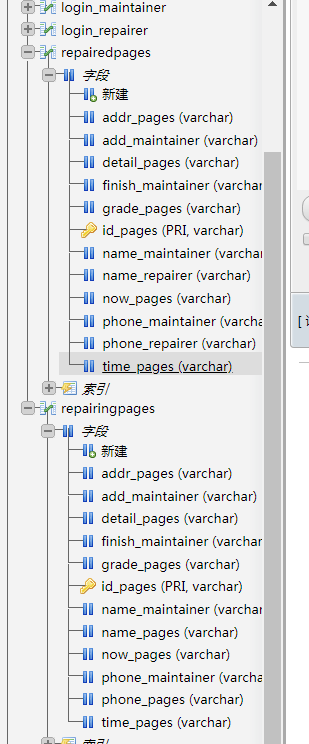 login_maintainer
login_repairer
repairedpages
字段
新建
addr_pages (varchar)
add_maintainer (varchar)
detail_pages (varchar)
finish_maintainer (varchar
grade_pages (varchar)
id_pages (PRI, varchar)
name_maintainer (varchar)
name_repairer (varchar)
now_pages (varchar)
phone_maintainer (varchar
phone_repairer (varchar)
time_pages (varchar)
索引
repairingpages
字段
新建
addr_pages (varchar)
add_maintainer (varchar)
detail_pages (varchar)
finish_maintainer (varchar
grade_pages (varchar)
id_pages (PRI, varchar)
name_maintainer (varchar)
name_pages (varchar)
now_pages (varchar)
phone_maintainer (varchar
phone_pages (varchar)
time_pages (varchar)
索引